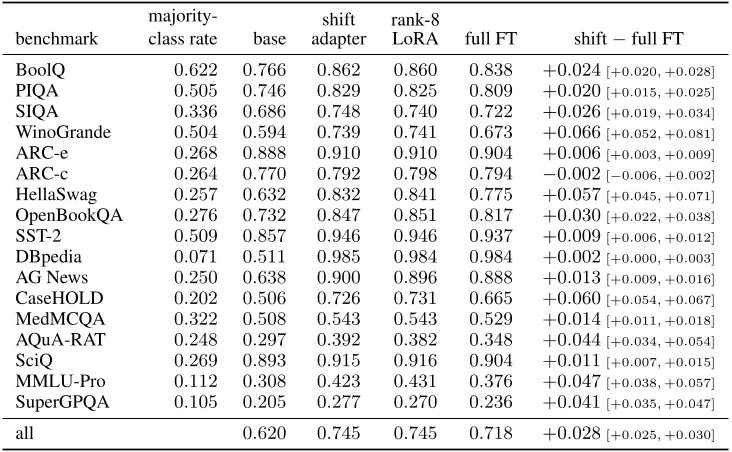 majority- shift rank-8
benchmark class rate base adapter LoRA full FT shift − full FT
BoolQ 0.622 0.766 0.862 0.860 0.838 +0.024 [+0.020, +0.028]
PIQA 0.505 0.746 0.829 0.825 0.809 +0.020 [+0.015, +0.025]
SIQA 0.336 0.686 0.748 0.740 0.722 +0.026 [+0.019, +0.034]
WinoGrande 0.504 0.594 0.739 0.741 0.673 +0.066 [+0.052, +0.081]
ARC-e 0.268 0.888 0.910 0.910 0.904 +0.006 [+0.003, +0.009]
ARC-c 0.264 0.770 0.792 0.798 0.794 −0.002 [−0.006, +0.002]
HellaSwag 0.257 0.632 0.832 0.841 0.775 +0.057 [+0.045, +0.071]
OpenBookQA 0.276 0.732 0.847 0.851 0.817 +0.030 [+0.022, +0.038]
SST-2 0.509 0.857 0.946 0.946 0.937 +0.009 [+0.006, +0.012]
DBpedia 0.071 0.511 0.985 0.984 0.984 +0.002 [+0.000, +0.003]
AG News 0.250 0.638 0.900 0.896 0.888 +0.013 [+0.009, +0.016]
CaseHOLD 0.202 0.506 0.726 0.731 0.665 +0.060 [+0.054, +0.067]
MedMCQA 0.322 0.508 0.543 0.543 0.529 +0.014 [+0.011, +0.018]
AQuA-RAT 0.248 0.297 0.392 0.382 0.348 +0.044 [+0.034, +0.054]
SciQ 0.269 0.893 0.915 0.916 0.904 +0.011 [+0.007, +0.015]
MMLU-Pro 0.112 0.308 0.423 0.431 0.376 +0.047 [+0.038, +0.057]
SuperGPQA 0.105 0.205 0.277 0.270 0.236 +0.041 [+0.035, +0.047]
all 0.620 0.745 0.745 0.718 +0.028 [+0.025, +0.030]